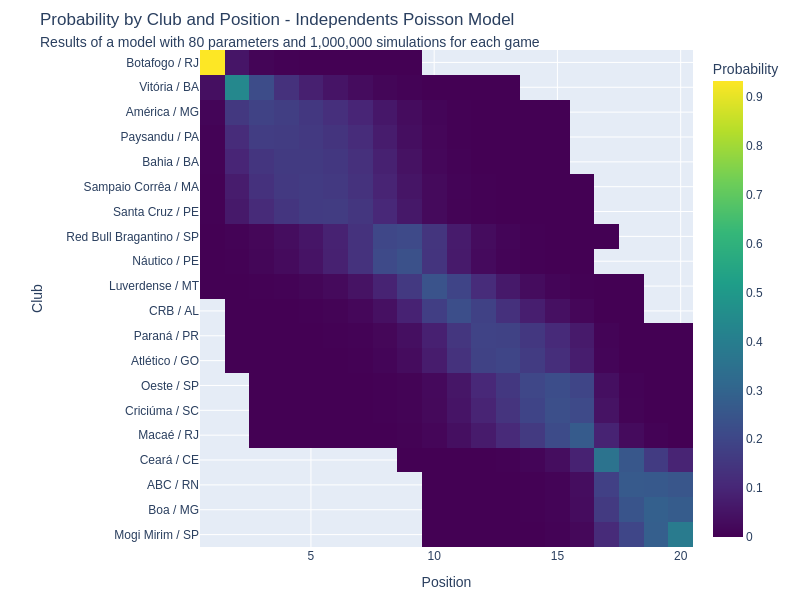 Probability by Club and Position - Independents Poisson Model
Results of a model with 80 parameters and 1,000,000 simulations for each game
Probability
Botafogo / RJ
Vitória / BA
América / MG
Paysandu / PA
Bahia / BA
Sampaio Corrêa / MA
Santa Cruz / PE
Red Bull Bragantino / SP
Náutico / PE
Luverdense / MT
CRB / AL
Paraná / PR
Atlético / GO
Oeste / SP
Criciúma / SC
Macaé / RJ
Ceará / CE
ABC / RN
Boa / MG
Mogi Mirim / SP
Club
5
10
15
20
Position
0.9
0.8
0.7
0.6
0.5
0.4
0.3
0.2
0.1
0